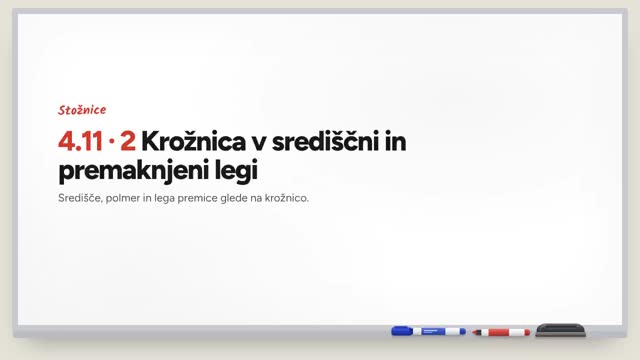 Stožnice
4.11 · 2 Krožnica v središčni in
premaknjeni legi
Središče, polmer in lega premice glede na krožnico.